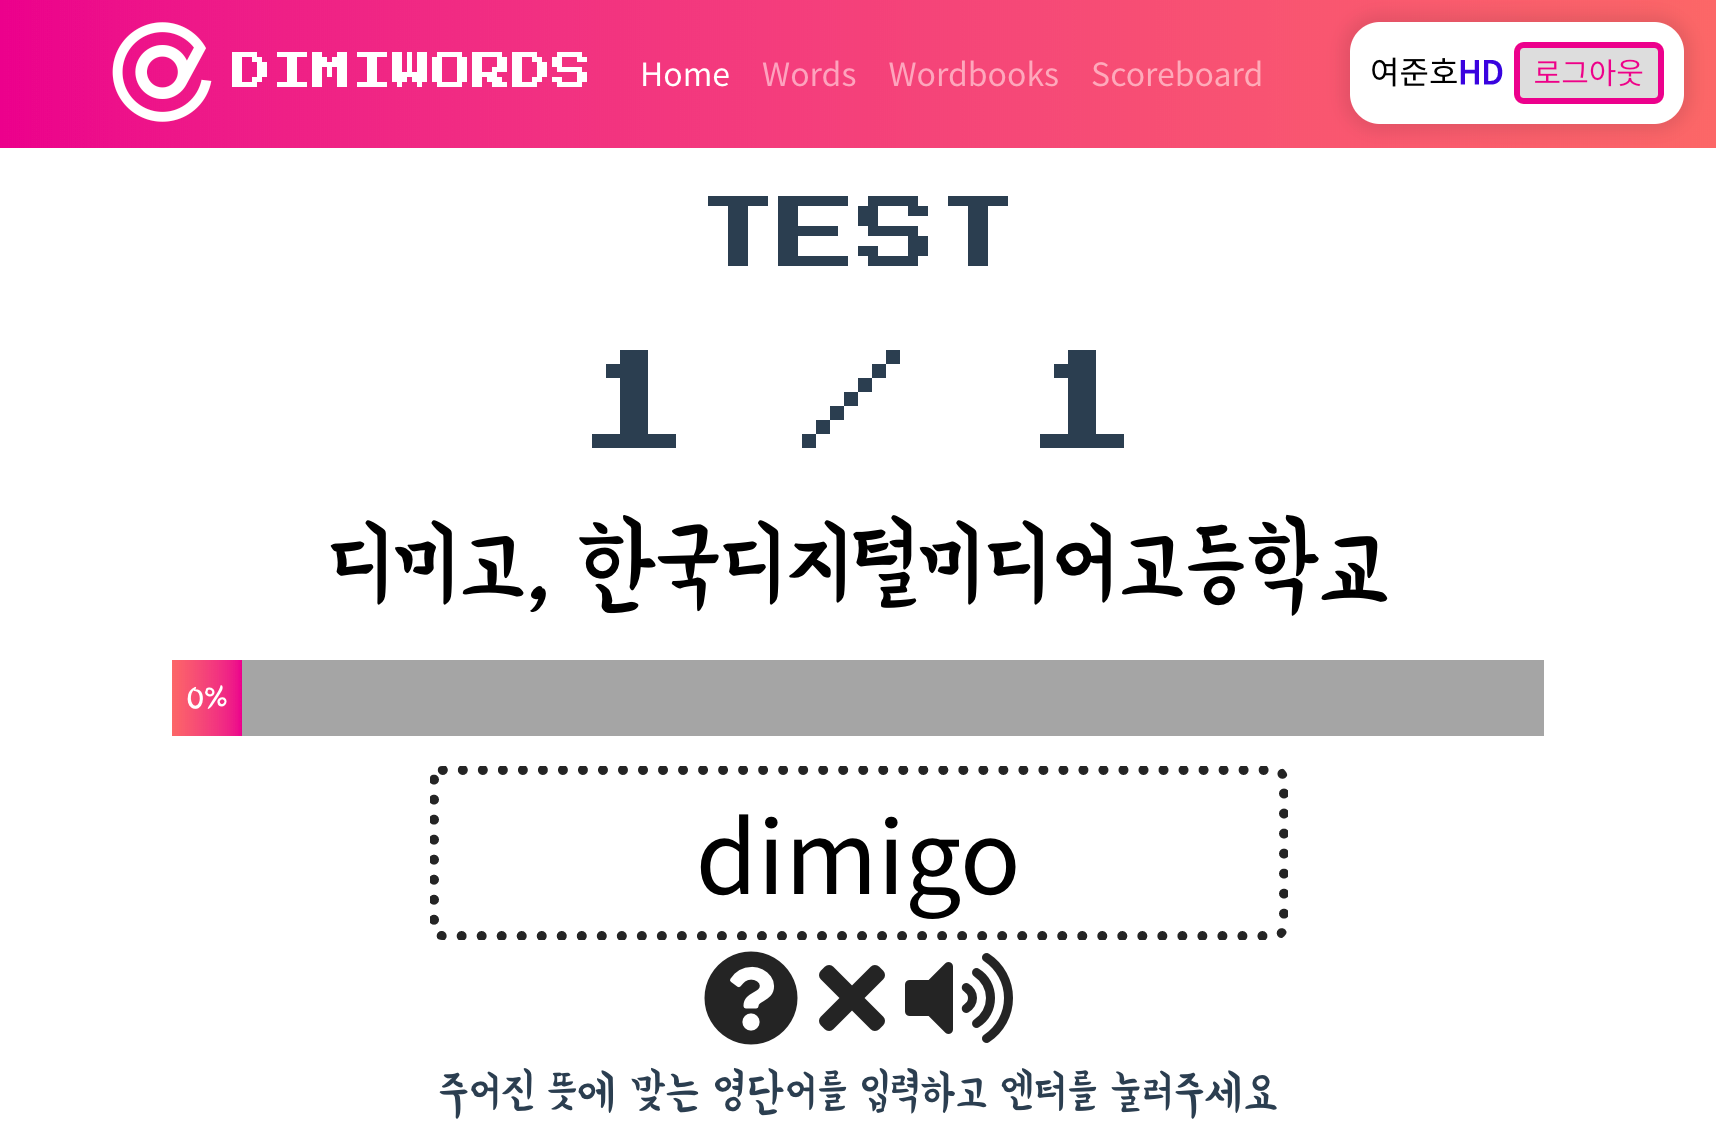 DIMIWORDS Home Words Wordbooks Scoreboard 여준호HD 로그아웃
TEST
1 / 1
디미고, 한국디지털미디어고등학교
0%
dimigo
주어진 뜻에 맞는 영단어를 입력하고 엔터를 눌러주세요